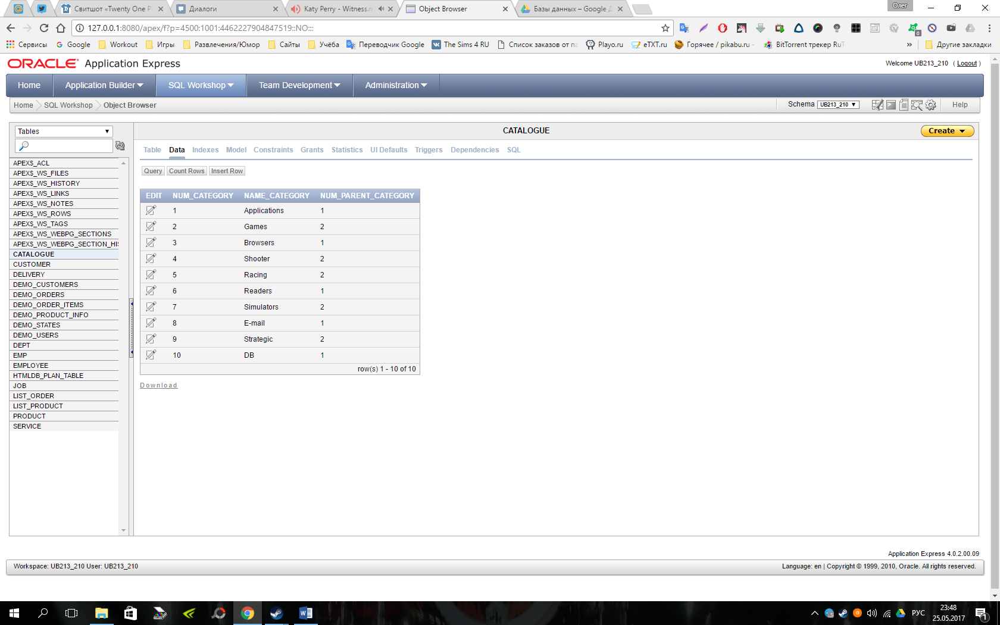 Свитшот «Twenty One Pi
Диалоги
Katy Perry - Witness.m
Object Browser
Базы данных – Google Д
Олег
127.0.0.1:8080/apex/f?p=4500:1001:4462227904847519::NO:::
Сервисы Google Workout Игры Развлечения/Юмор Сайты Учёба Переводчик Google The Sims 4 RU Список заказов от па Playo.ru eTXT.ru Горячее / pikabu.ru - BitTorrent трекер RuT » Другие закладки
ORACLE Application Express
Welcome UB213_210 ( Logout )
Home Application Builder SQL Workshop Team Development Administration
Home SQL Workshop Object Browser
Schema UB213_210 Help
Tables
CATALOGUE
Create
Table Data Indexes Model Constraints Grants Statistics UI Defaults Triggers Dependencies SQL
Query Count Rows Insert Row
APEX$_ACL
APEX$_WS_FILES
APEX$_WS_HISTORY
APEX$_WS_LINKS
APEX$_WS_NOTES
APEX$_WS_ROWS
APEX$_WS_TAGS
APEX$_WS_WEBPG_SECTIONS
APEX$_WS_WEBPG_SECTION_HIS
CATALOGUE
CUSTOMER
DELIVERY
DEMO_CUSTOMERS
DEMO_ORDERS
DEMO_ORDER_ITEMS
DEMO_PRODUCT_INFO
DEMO_STATES
DEMO_USERS
DEPT
EMP
EMPLOYEE
HTMLDB_PLAN_TABLE
JOB
LIST_ORDER
LIST_PRODUCT
PRODUCT
SERVICE
EDIT NUM_CATEGORY NAME_CATEGORY NUM_PARENT_CATEGORY
1 Applications 1
2 Games 2
3 Browsers 1
4 Shooter 2
5 Racing 2
6 Readers 1
7 Simulators 2
8 E-mail 1
9 Strategic 2
10 DB 1
row(s) 1 - 10 of 10
Download
Application Express 4.0.2.00.09
Workspace: UB213_210 User: UB213_210
Language: en | Copyright © 1999, 2010, Oracle. All rights reserved.
РУС
23:48
25.05.2017
1